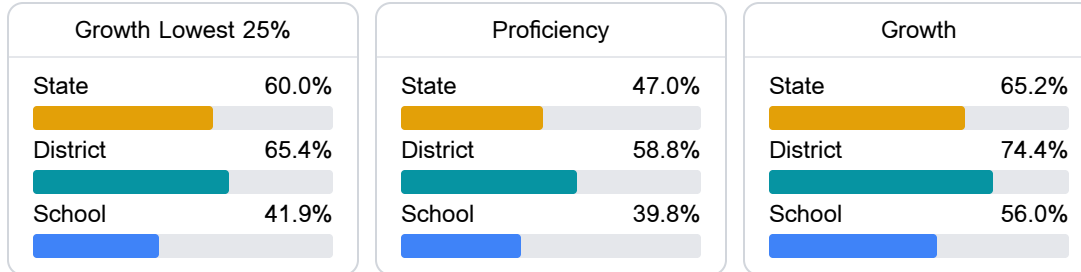 Growth Lowest 25%
State 60.0%
District 65.4%
School 41.9%
Proficiency
State 47.0%
District 58.8%
School 39.8%
Growth
State 65.2%
District 74.4%
School 56.0%